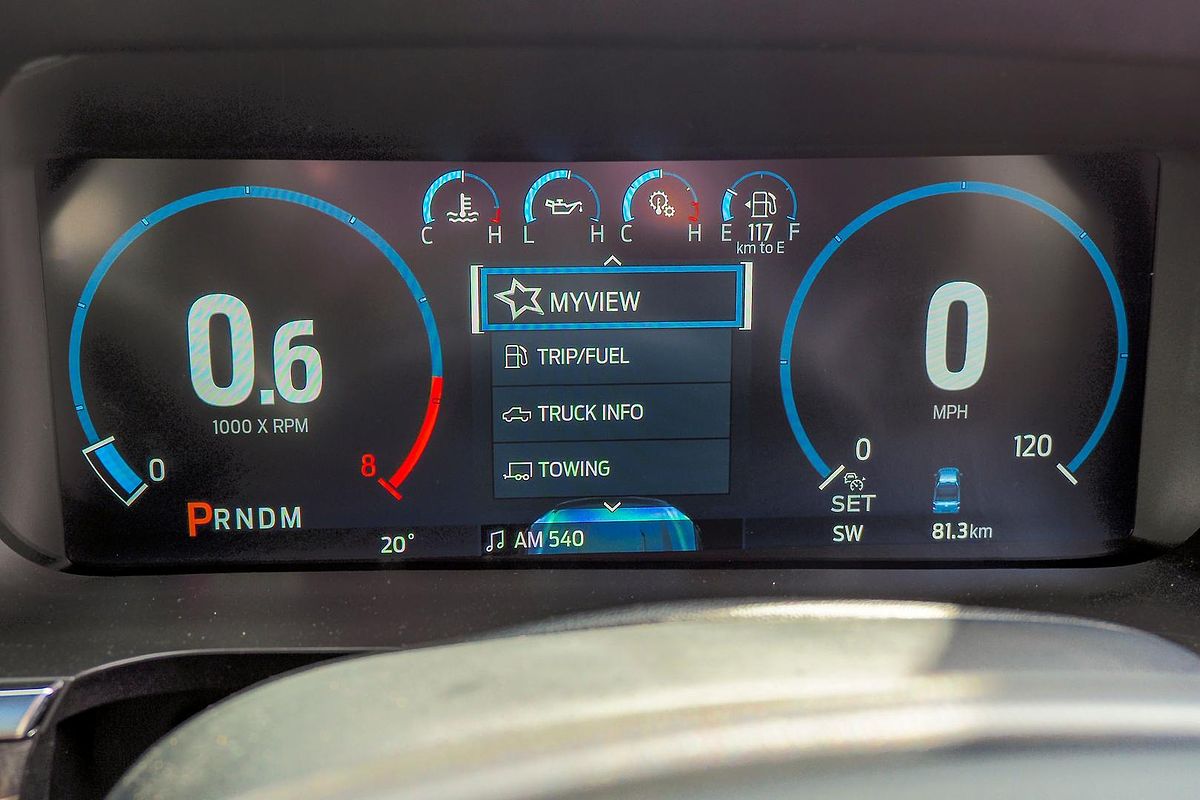 C H L H C H E 117 F
km to E
MYVIEW
TRIP/FUEL
TRUCK INFO
TOWING
0.6
1000 X RPM
0
8
PRNDM
20°
AM 540
0
MPH
0
120
SET
SW
81.3km